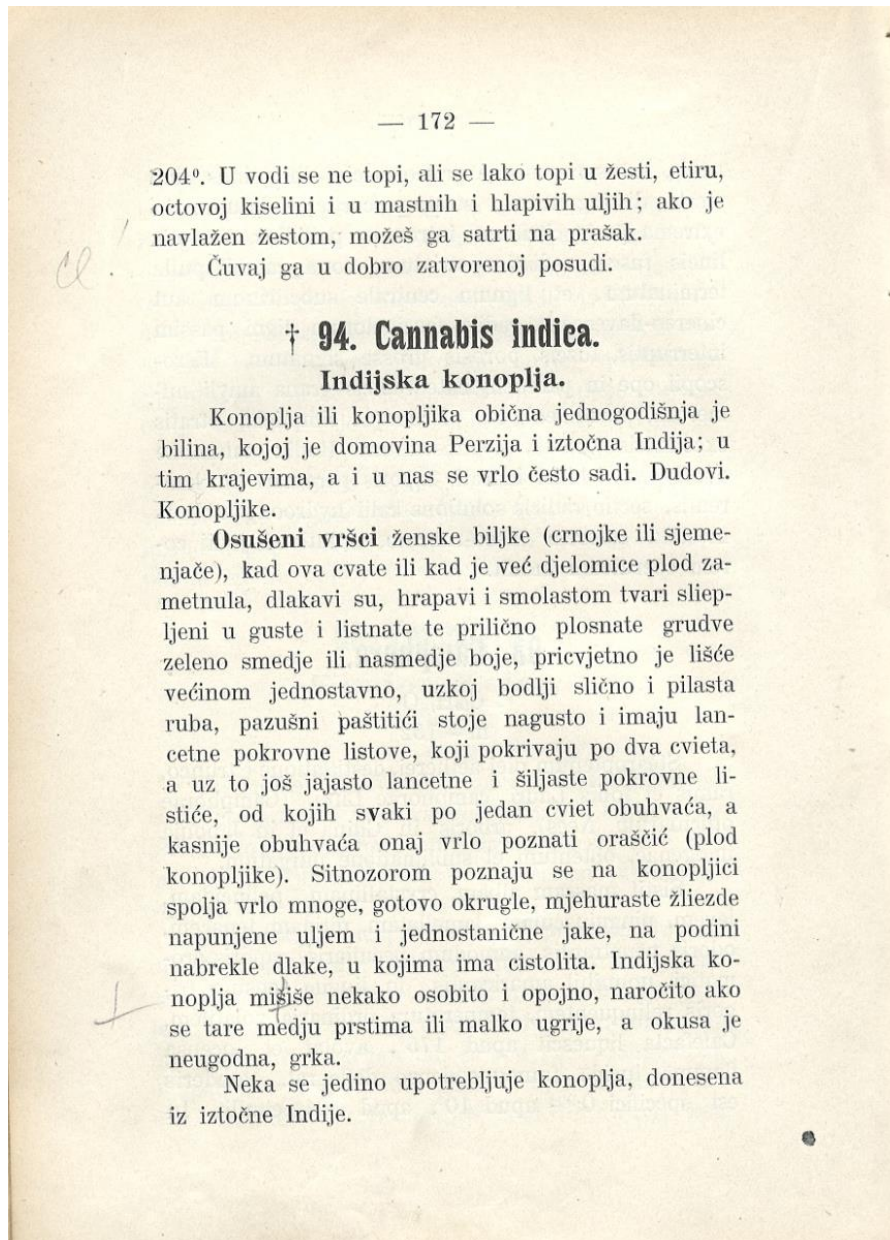 — 172 —
204⁰. U vodi se ne topi, ali se lako topi u žesti, etiru,
octovoj kiselini i u mastnih i hlapivih uljih; ako je
navlažen žestom, možeš ga satrti na prašak.
Čuvaj ga u dobro zatvorenoj posudi.
† 94. Cannabis indica.
Indijska konoplja.
Konoplja ili konopljika obična jednogodišnja je
bilina, kojoj je domovina Perzija i iztočna Indija; u
tim krajevima, a i u nas se vrlo često sadi. Dudovi.
Konopljike.
Osušeni vršci ženske biljke (crnojke ili sjeme-
njače), kad ova cvate ili kad je već djelomice plod za-
metnula, dlakavi su, hrapavi i smolastom tvari sliep-
ljeni u guste i listnate te prilično plosnate grudve
zeleno smedje ili nasmedje boje, pricvjetno je lišće
većinom jednostavno, uzkoj bodlji slično i pilasta
ruba, pazušni paštitići stoje nagusto i imaju lan-
cetne pokrovne listove, koji pokrivaju po dva cvieta,
a uz to još jajasto lancetne i šiljaste pokrovne li-
stiće, od kojih svaki po jedan cviet obuhvaća, a
kasnije obuhvaća onaj vrlo poznati oraščić (plod
konopljike). Sitnozorom poznaju se na konopljici
spolja vrlo mnoge, gotovo okrugle, mjehuraste žliezde
napunjene uljem i jednostanične jake, na podini
nabrekle dlake, u kojima ima cistolita. Indijska ko-
noplja mišiše nekako osobito i opojno, naročito ako
se tare medju prstima ili malko ugrije, a okusa je
neugodna, grka.
Neka se jedino upotrebljuje konoplja, donesena
iz iztočne Indije.